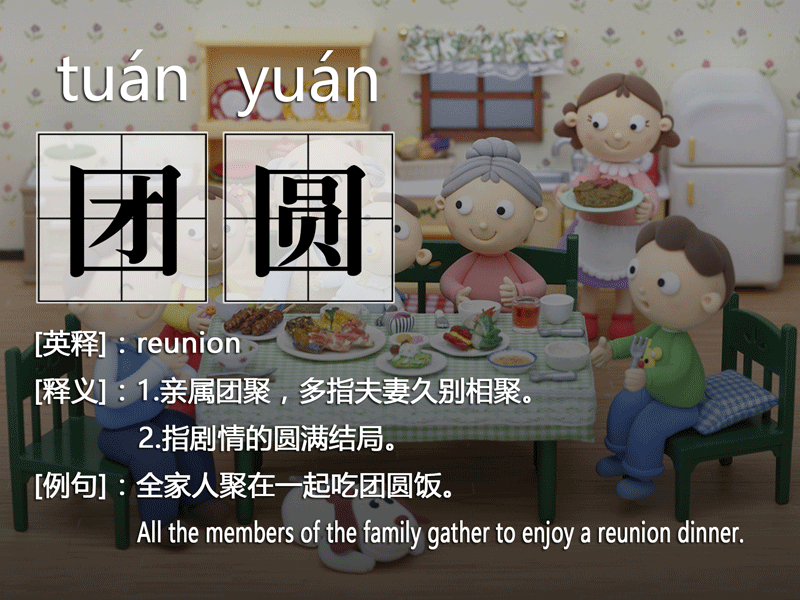 tuán yuán
团圆
[英释]：reunion
[释义]：1.亲属团聚，多指夫妻久别相聚。
2.指剧情的圆满结局。
[例句]：全家人聚在一起吃团圆饭。
All the members of the family gather to enjoy a reunion dinner.